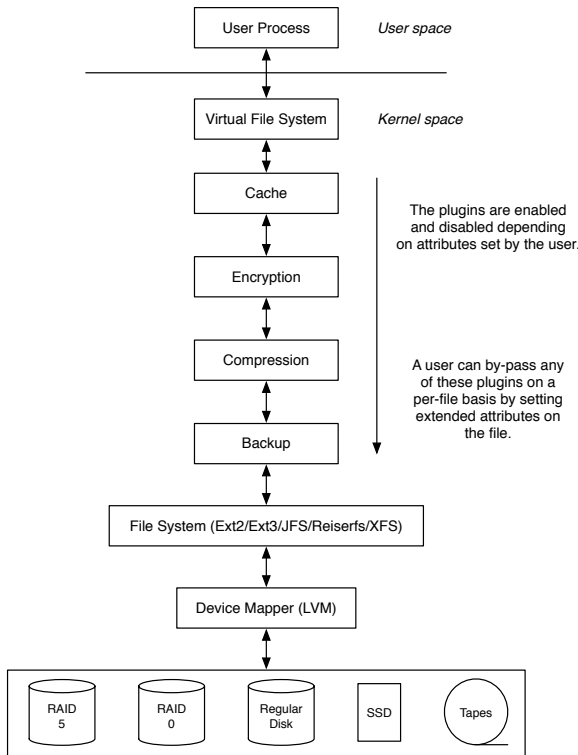 User Process
User space
Virtual File System
Kernel space
Cache
The plugins are enabled
and disabled depending
on attributes set by the user.
Encryption
Compression
A user can by-pass any
of these plugins on a
per-file basis by setting
extended attributes on
the file.
Backup
File System (Ext2/Ext3/JFS/Reiserfs/XFS)
Device Mapper (LVM)
RAID
5
RAID
0
Regular
Disk
SSD
Tapes